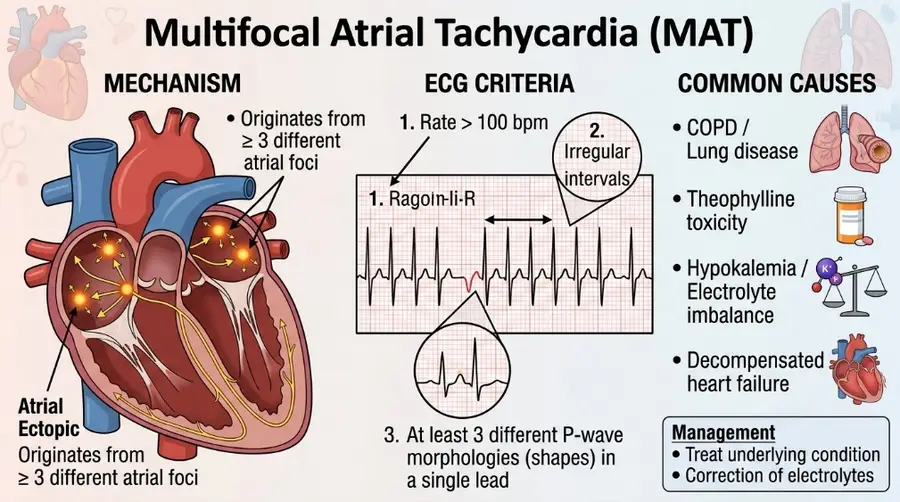 Multifocal Atrial Tachycardia (MAT)
MECHANISM
• Originates from
≥ 3 different
atrial foci
Atrial
Ectopic
Originates from
≥ 3 different atrial foci
ECG CRITERIA
1. Rate > 100 bpm
2.
Irregular
intervals
1. Ragoın-li-R
3. At least 3 different P-wave
morphologies (shapes) in
a single lead
COMMON CAUSES
• COPD /
Lung disease
• Theophylline
toxicity
• Hypokalemia /
Electrolyte
imbalance
K⁺
• Decompensated
heart failure
Management
• Treat underlying condition
• Correction of electrolytes